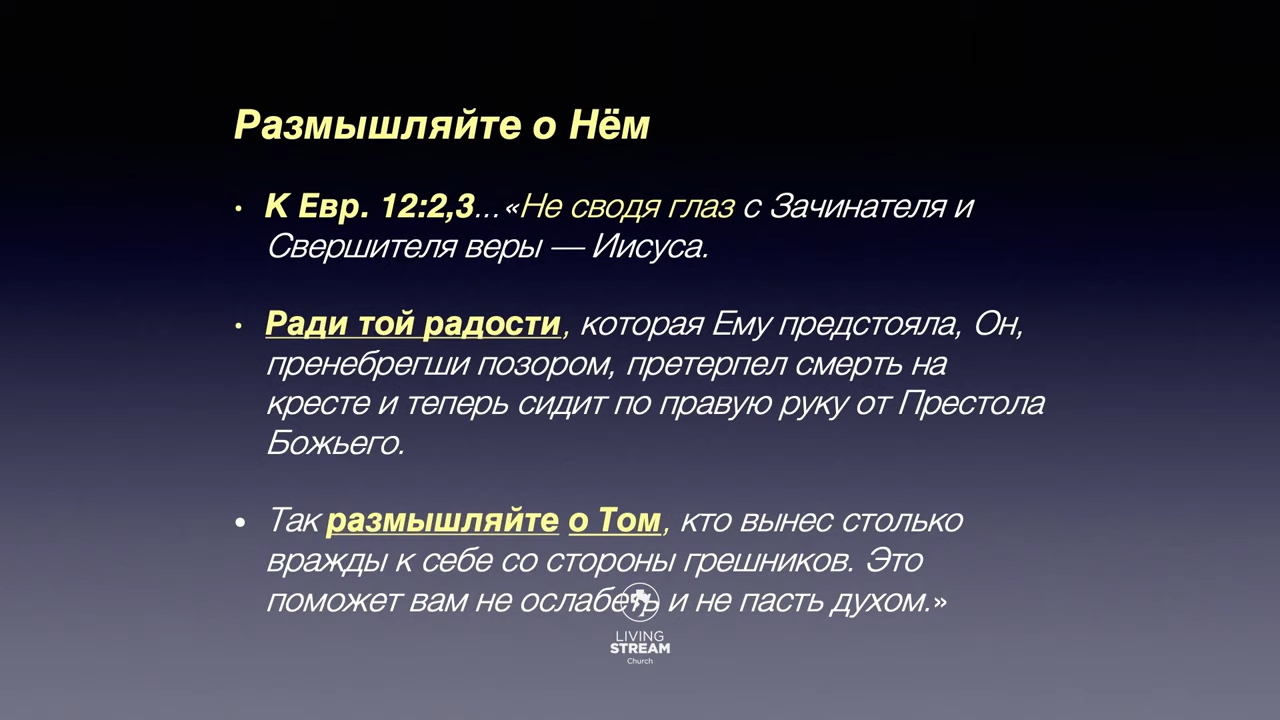 Размышляйте о Нём
• К Евр. 12:2,3...«Не сводя глаз с Зачинателя и
Свершителя веры — Иисуса.
• Ради той радости, которая Ему предстояла, Он,
пренебрегши позором, претерпел смерть на
кресте и теперь сидит по правую руку от Престола
Божьего.
• Так размышляйте о Том, кто вынес столько
вражды к себе со стороны грешников. Это
поможет вам не ослабеть и не пасть духом.»
LIVING
STREAM
Church